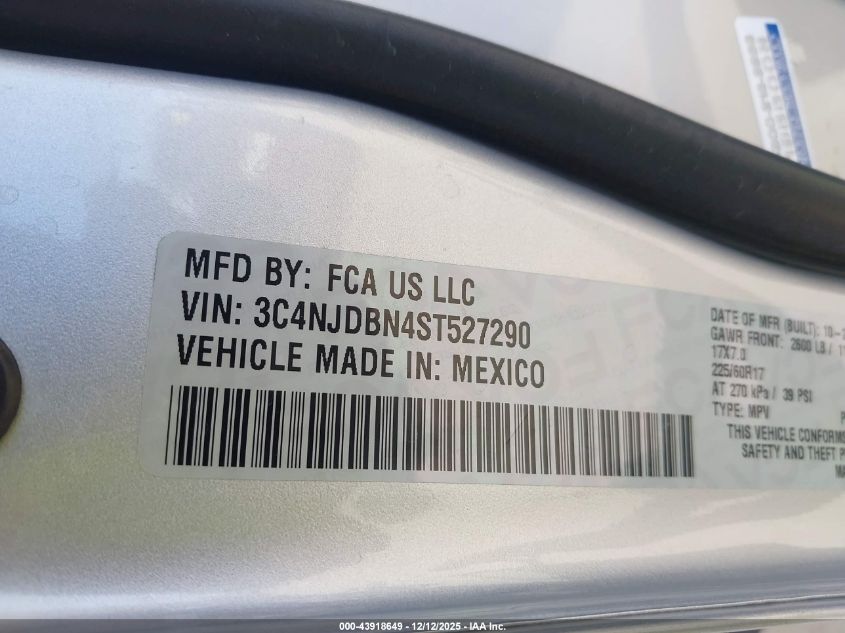 MFD BY: FCA US LLC
VIN: 3C4NJDBN4ST527290
VEHICLE MADE IN: MEXICO
DATE OF MFR (BUILT): 10-
GAWR FRONT: 2600 LB /
17X7.0
225/60R17
AT 270 kPa / 39 PSI
TYPE: MPV
THIS VEHICLE CONFORMS
SAFETY AND THEFT
000-43918649 - 12/12/2025 - IAA Inc.